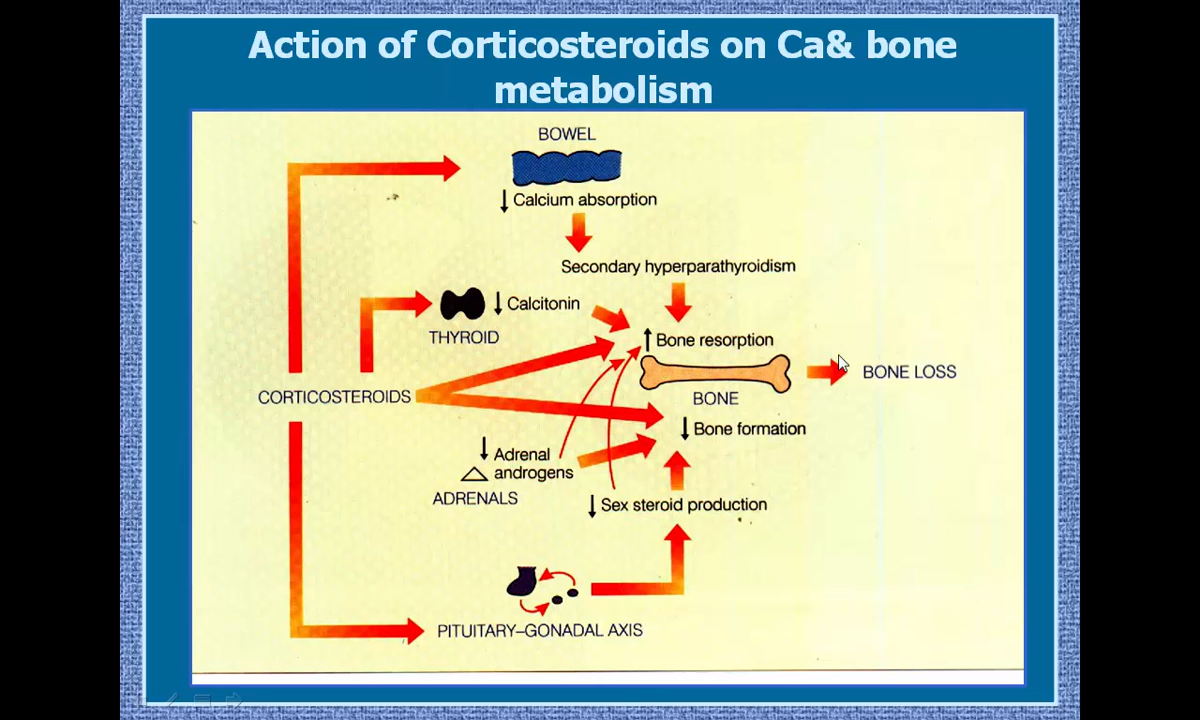 Action of Corticosteroids on Ca& bone
metabolism
BOWEL
↓ Calcium absorption
Secondary hyperparathyroidism
↓ Calcitonin
THYROID
↑ Bone resorption
BONE LOSS
CORTICOSTEROIDS
BONE
↓ Bone formation
↓ Adrenal
androgens
ADRENALS
↓ Sex steroid production
PITUITARY–GONADAL AXIS